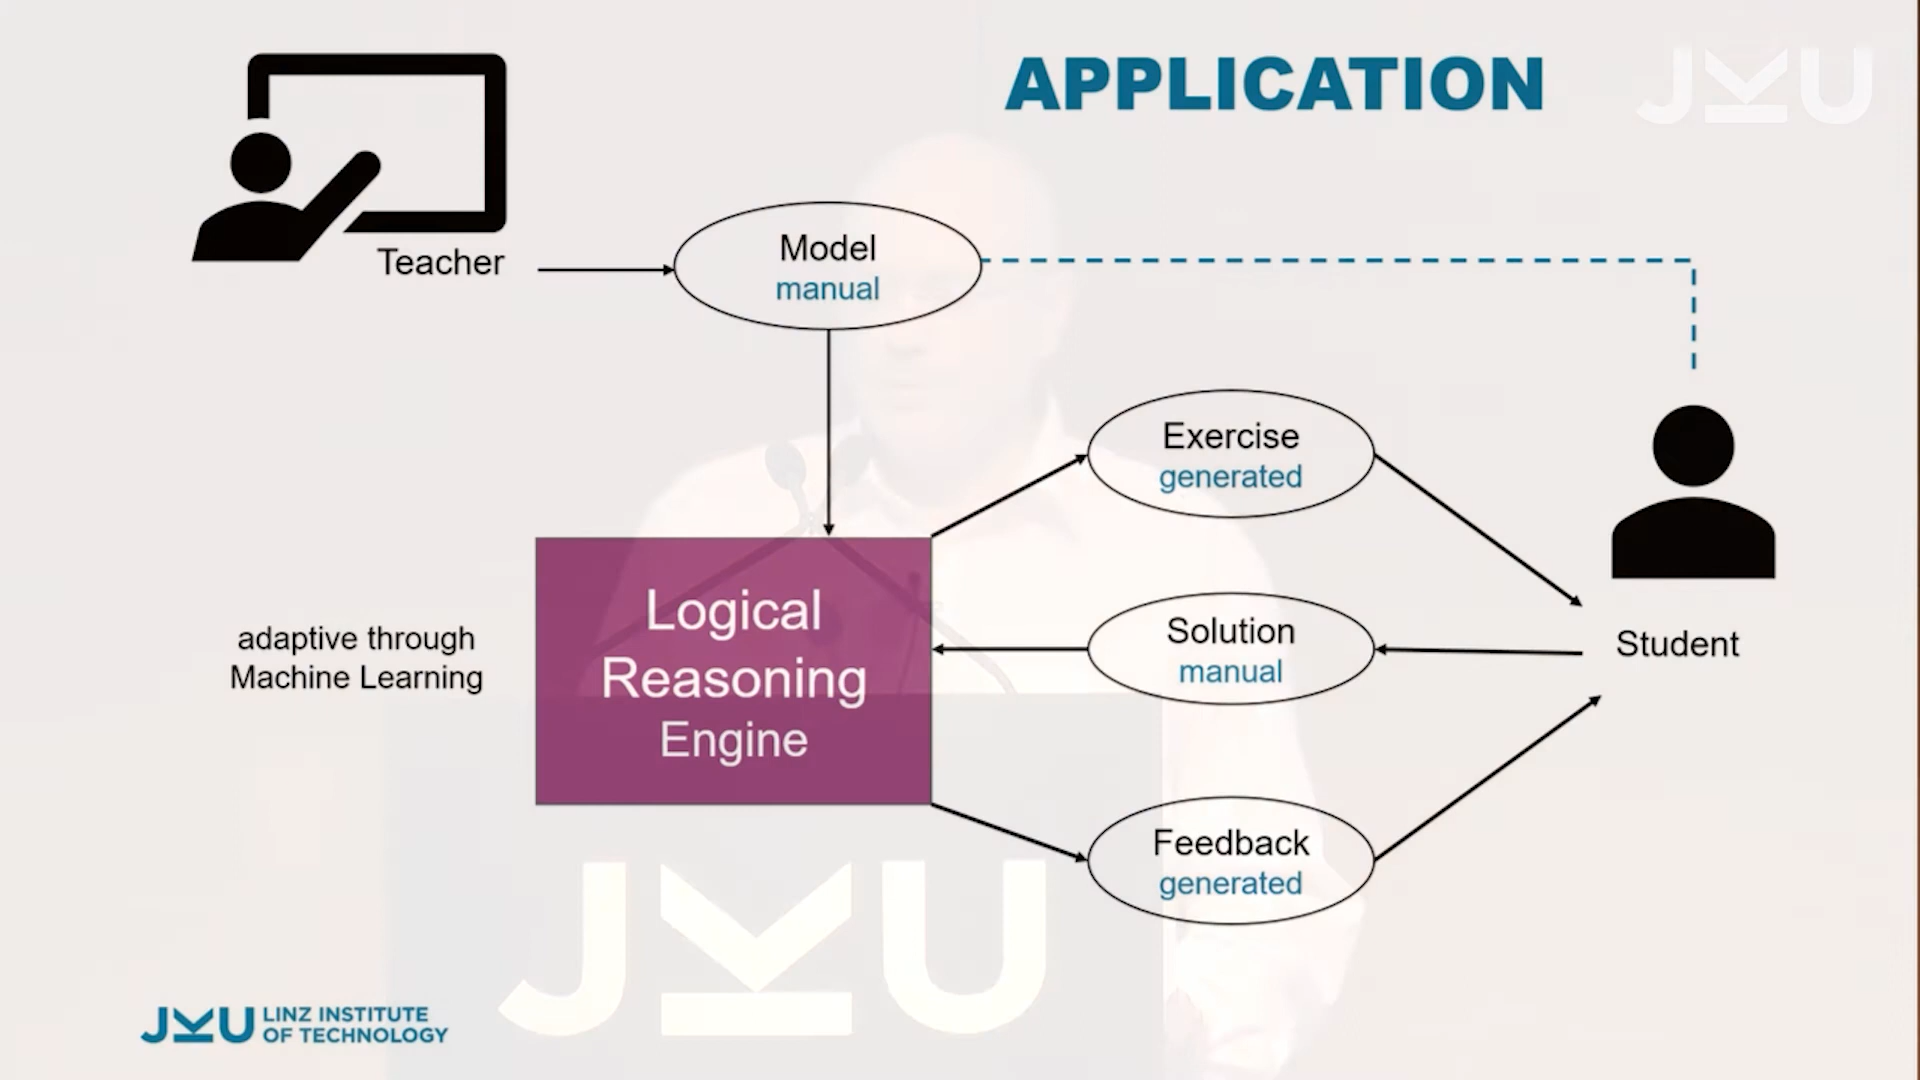 APPLICATION
JKU
Teacher
Model
manual
Exercise
generated
Logical
Reasoning
Engine
adaptive through
Machine Learning
Solution
manual
Student
Feedback
generated
JKU
JKU LINZ INSTITUTE
OF TECHNOLOGY